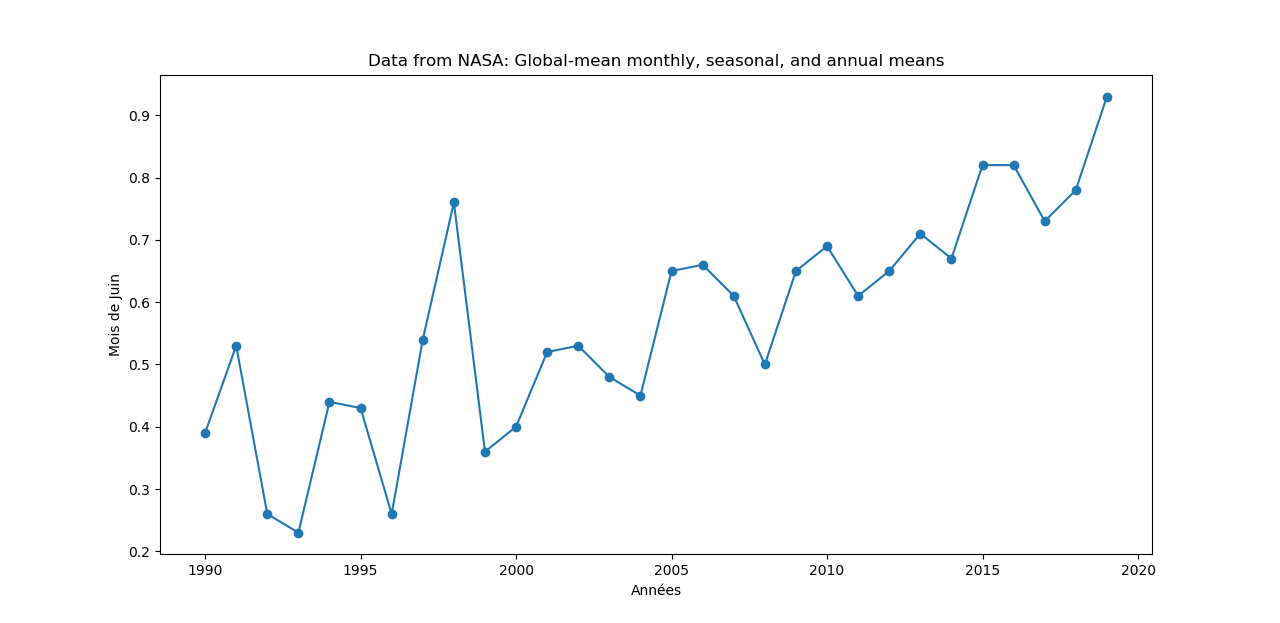 Data from NASA: Global-mean monthly, seasonal, and annual means
0.9
0.8
0.7
0.6
0.5
0.4
0.3
0.2
Mois de Juin
1990 1995 2000 2005 2010 2015 2020
Années